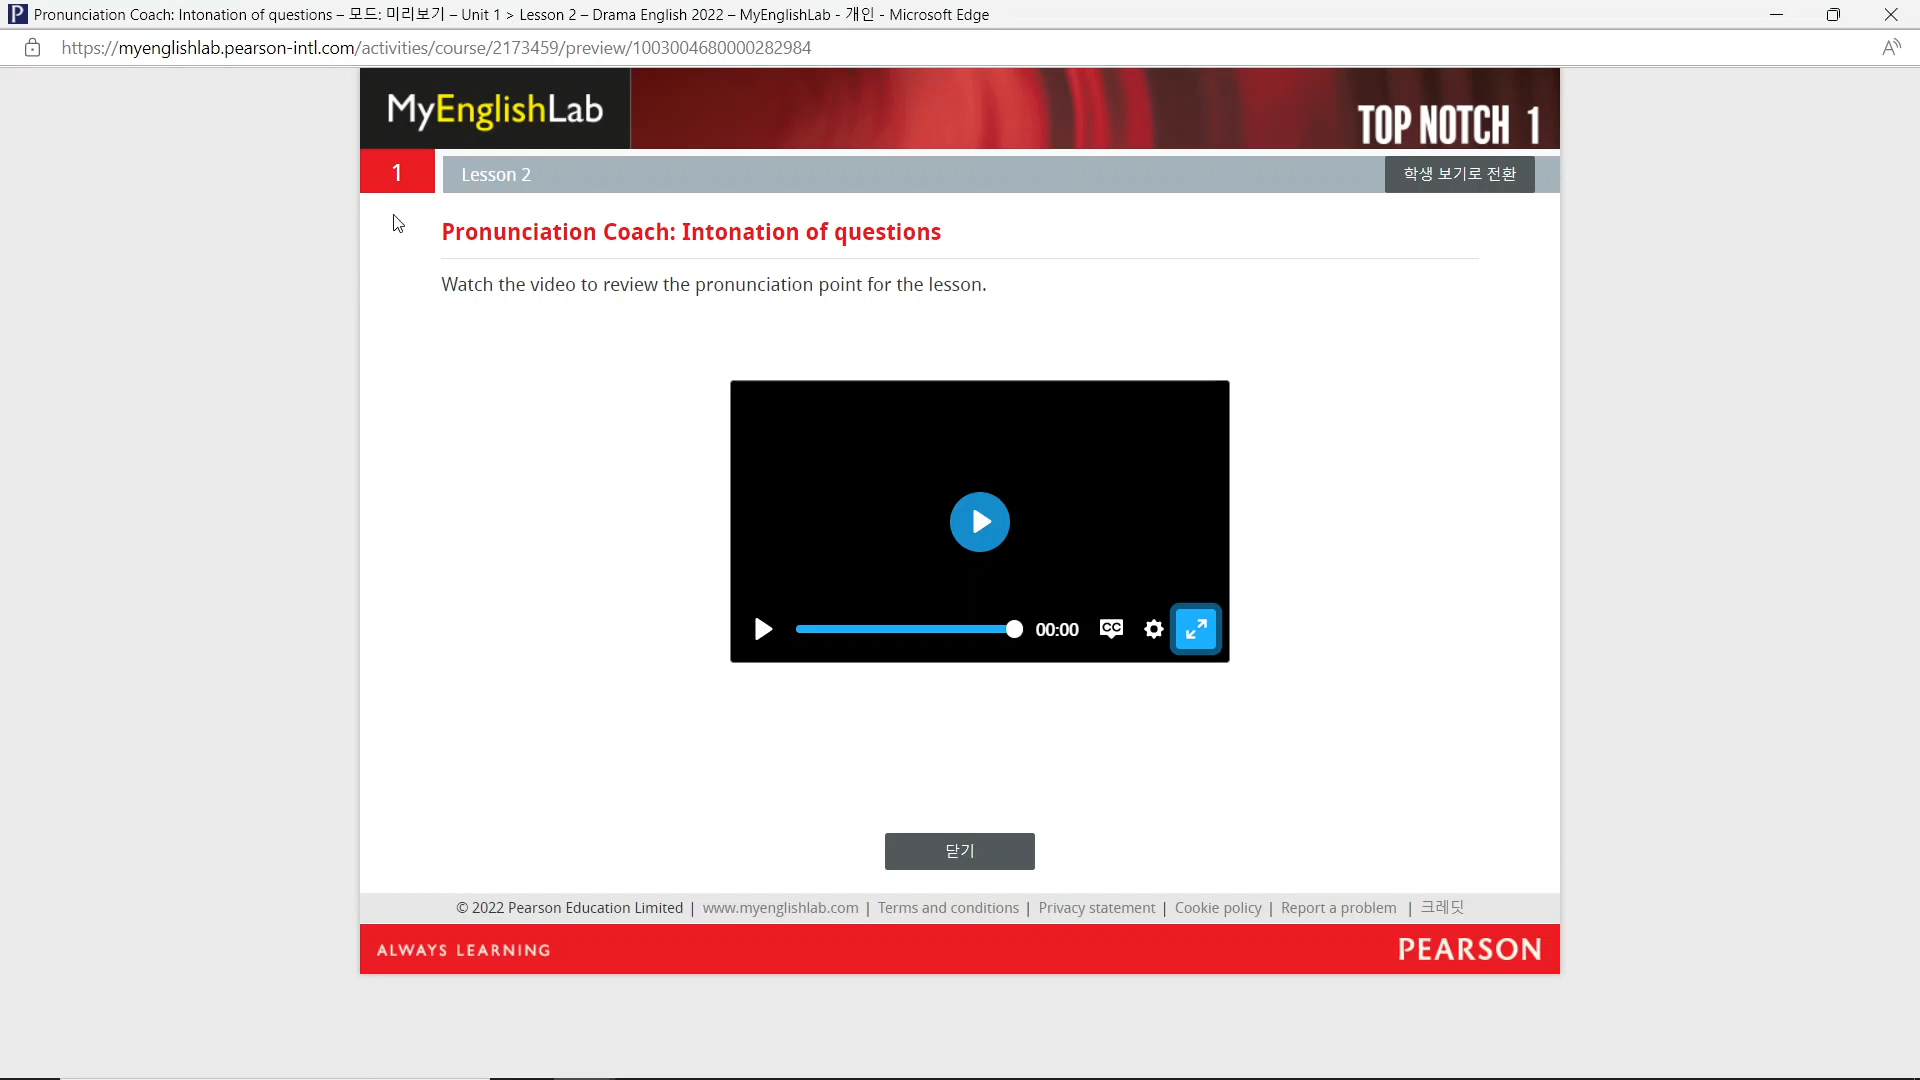 Pronunciation Coach: Intonation of questions – 모드: 미리보기 – Unit 1 > Lesson 2 – Drama English 2022 – MyEnglishLab - 개인 - Microsoft Edge
https://myenglishlab.pearson-intl.com/activities/course/2173459/preview/1003004680000282984
MyEnglishLab
TOP NOTCH 1
1
Lesson 2
학생 보기로 전환
Pronunciation Coach: Intonation of questions
Watch the video to review the pronunciation point for the lesson.
00:00
CC
닫기
© 2022 Pearson Education Limited | www.myenglishlab.com | Terms and conditions | Privacy statement | Cookie policy | Report a problem | 크레딧
ALWAYS LEARNING
PEARSON